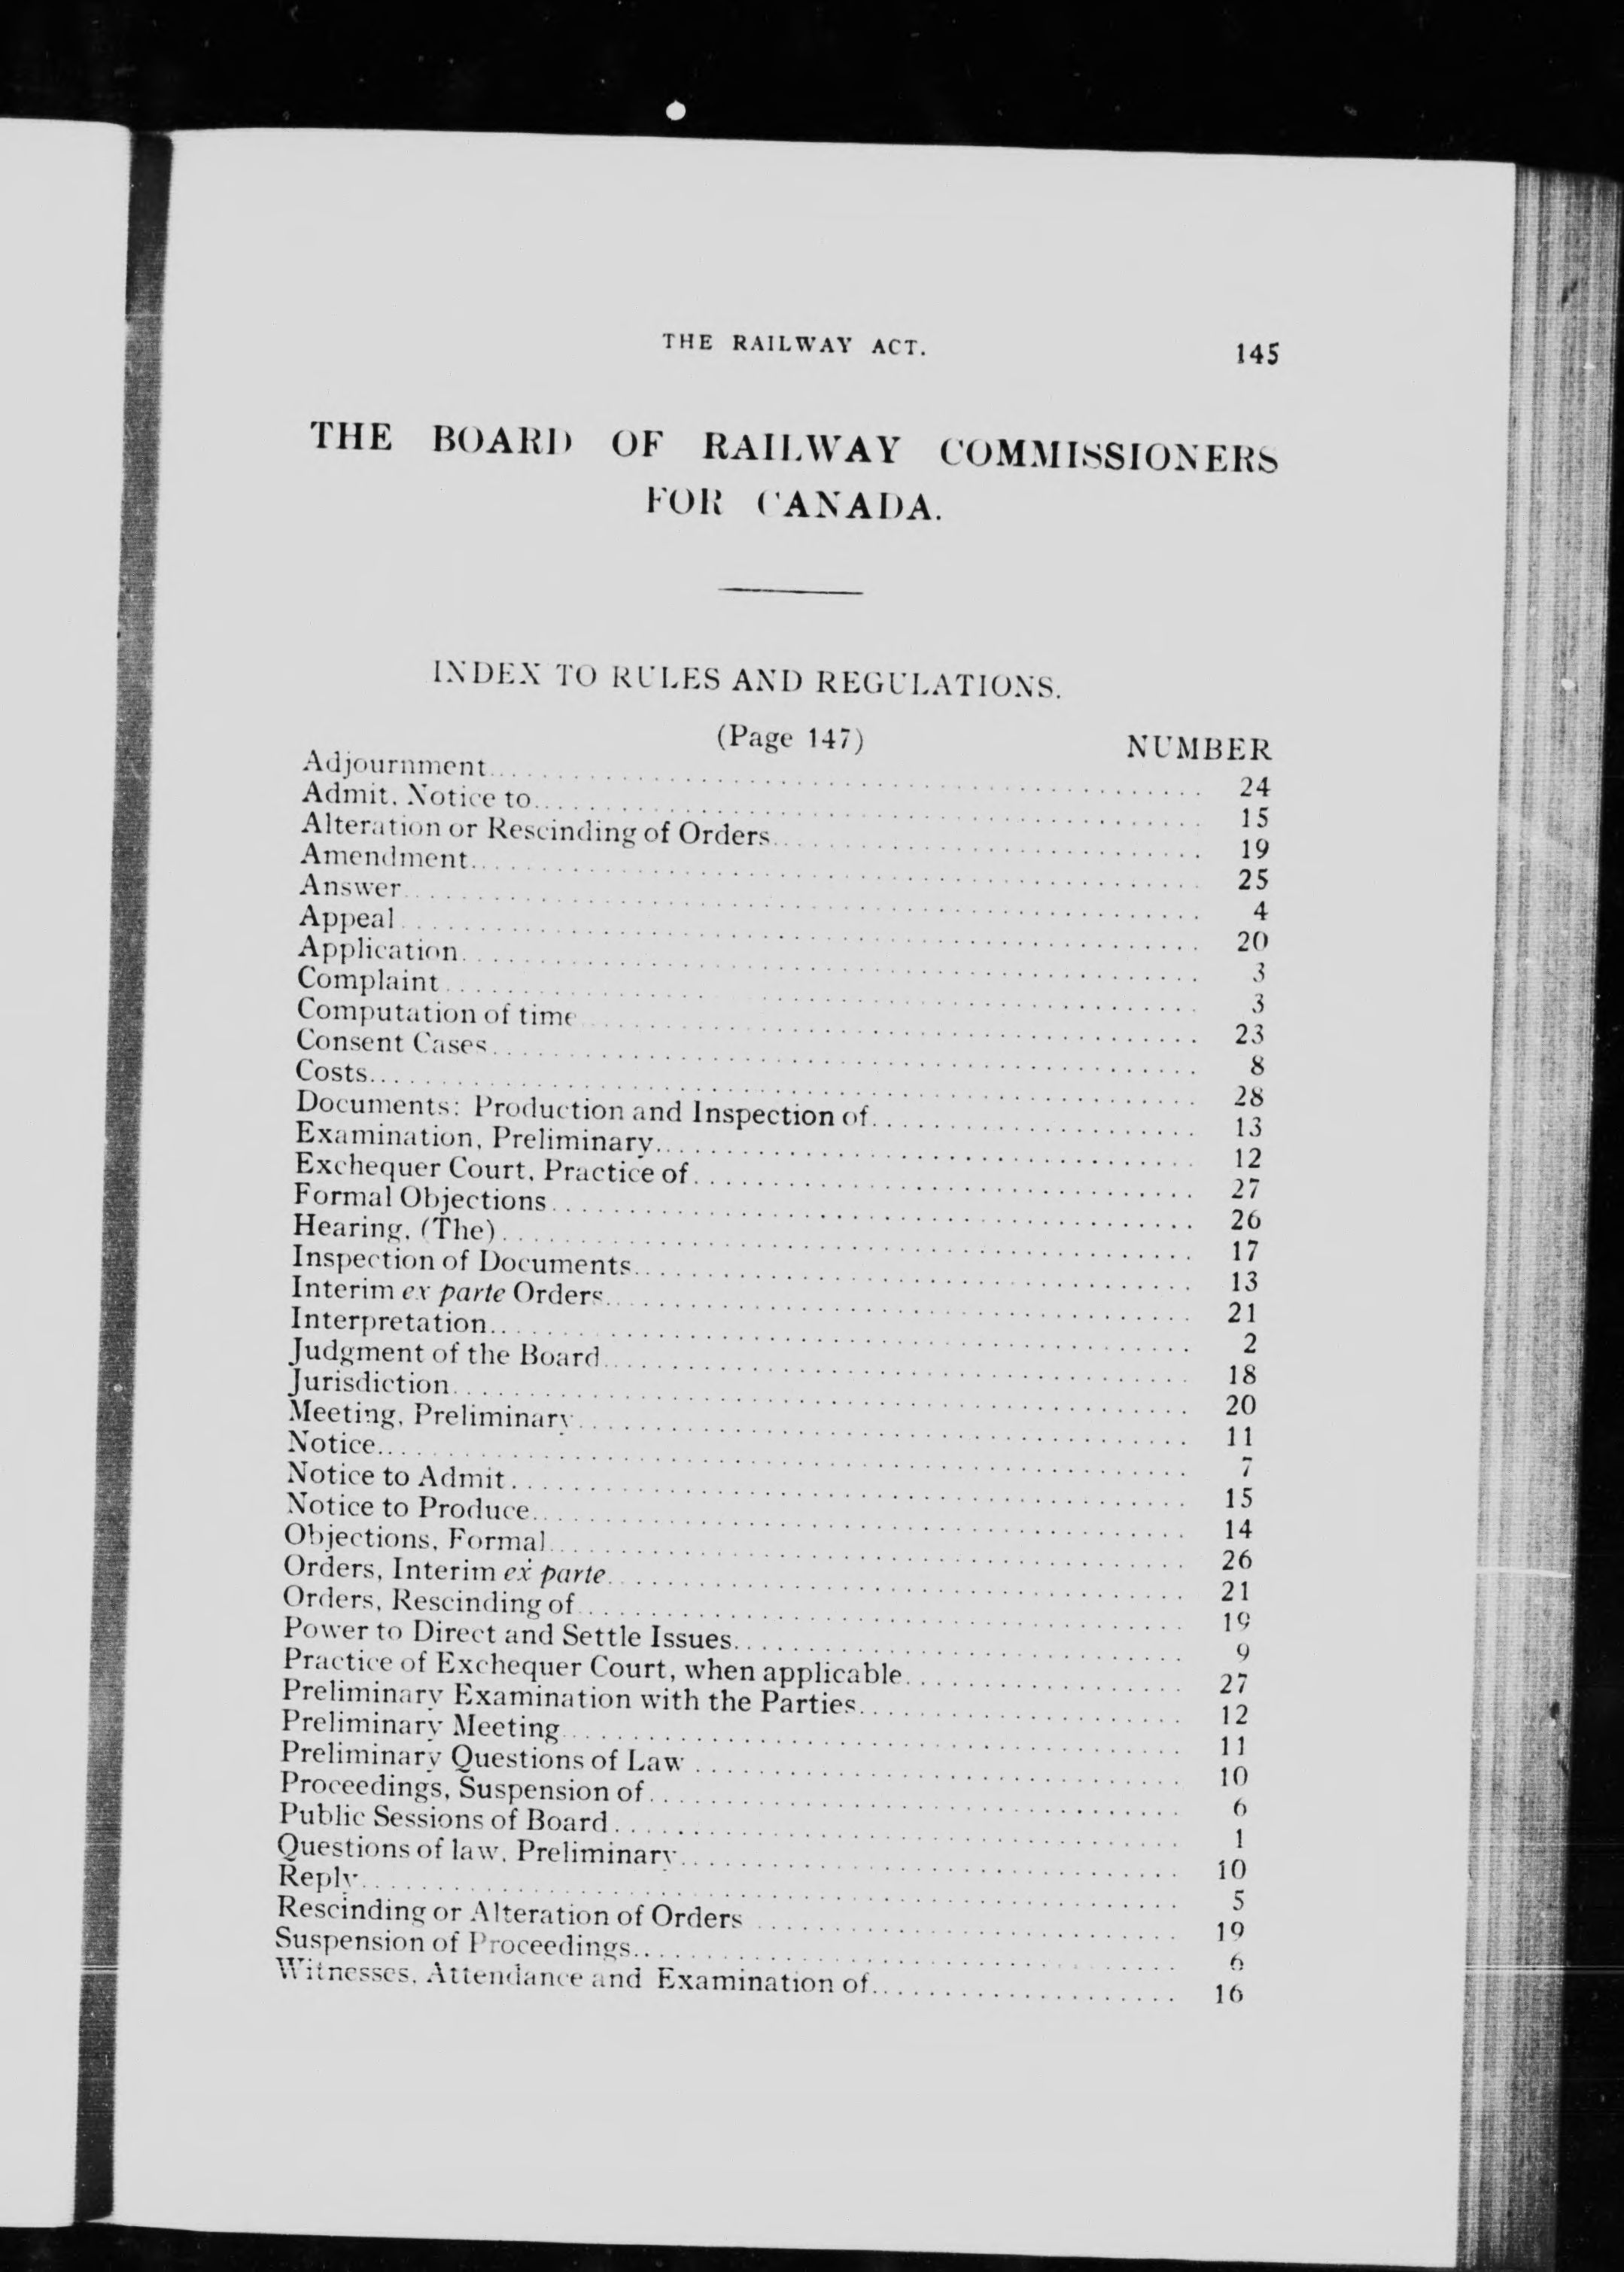 THE RAILWAY ACT. 145
THE BOARD OF RAILWAY COMMISSIONERS
FOR CANADA.
INDEX TO RULES AND REGULATIONS.
(Page 147) NUMBER
Adjournment 24
Admit, Notice to 15
Alteration or Rescinding of Orders 19
Amendment 25
Answer 4
Appeal 20
Application 3
Complaint 3
Computation of time 23
Consent Cases 8
Costs 28
Documents: Production and Inspection of 13
Examination, Preliminary 12
Exchequer Court, Practice of 27
Formal Objections 26
Hearing, (The) 17
Inspection of Documents 13
Interim ex parte Orders 21
Interpretation 2
Judgment of the Board 18
Jurisdiction 20
Meeting, Preliminary 11
Notice 7
Notice to Admit 15
Notice to Produce 14
Objections, Formal 26
Orders, Interim ex parte 21
Orders, Rescinding of 19
Power to Direct and Settle Issues 9
Practice of Exchequer Court, when applicable 27
Preliminary Examination with the Parties 12
Preliminary Meeting 11
Preliminary Questions of Law 10
Proceedings, Suspension of 6
Public Sessions of Board 1
Questions of law, Preliminary 10
Reply 5
Rescinding or Alteration of Orders 19
Suspension of Proceedings 6
Witnesses, Attendance and Examination of 16